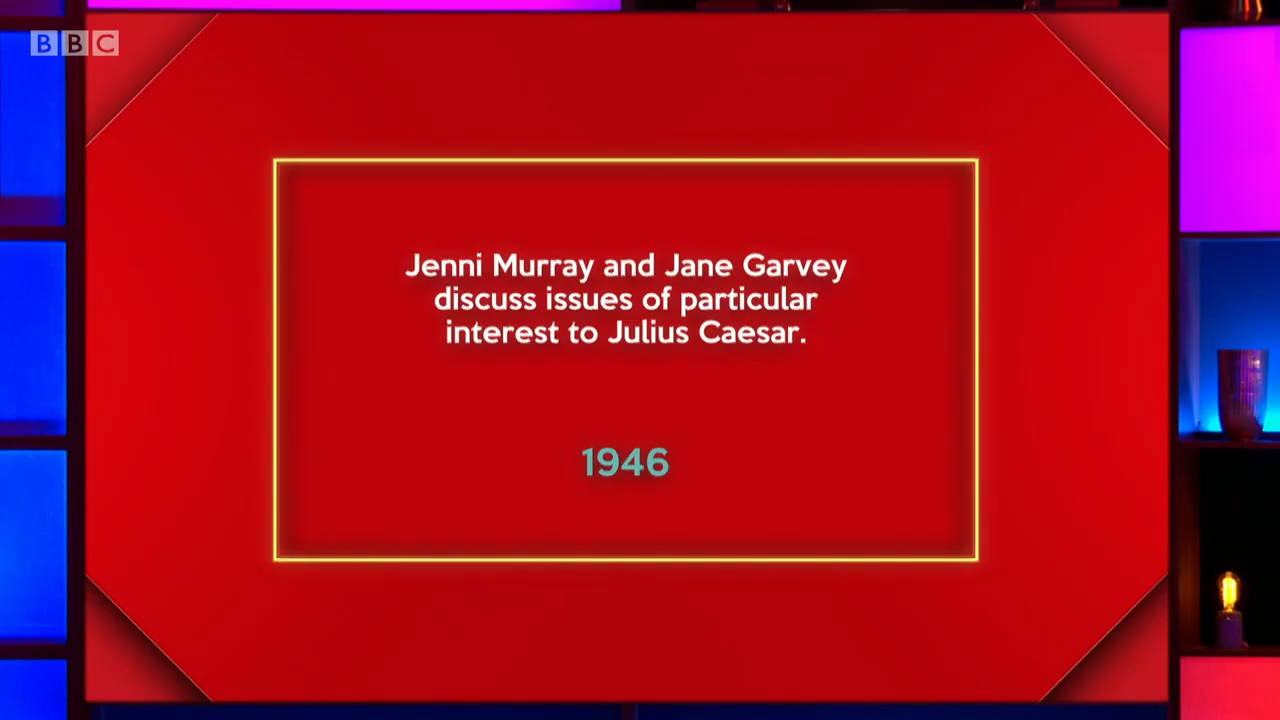 BBC
Jenni Murray and Jane Garvey
discuss issues of particular
interest to Julius Caesar.
1946